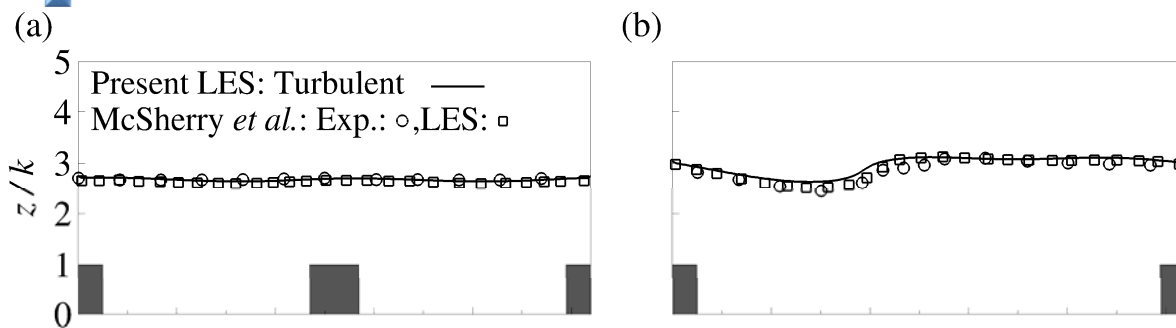 (a)
(b)
5
Present LES: Turbulent
4
McSherry et al.: Exp.: ,LES:
3
z / k
2
1
0